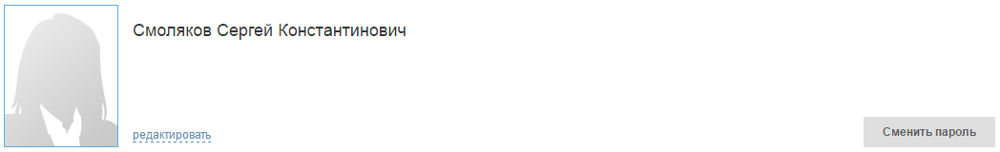 Смоляков Сергей Константинович
редактировать
Сменить пароль